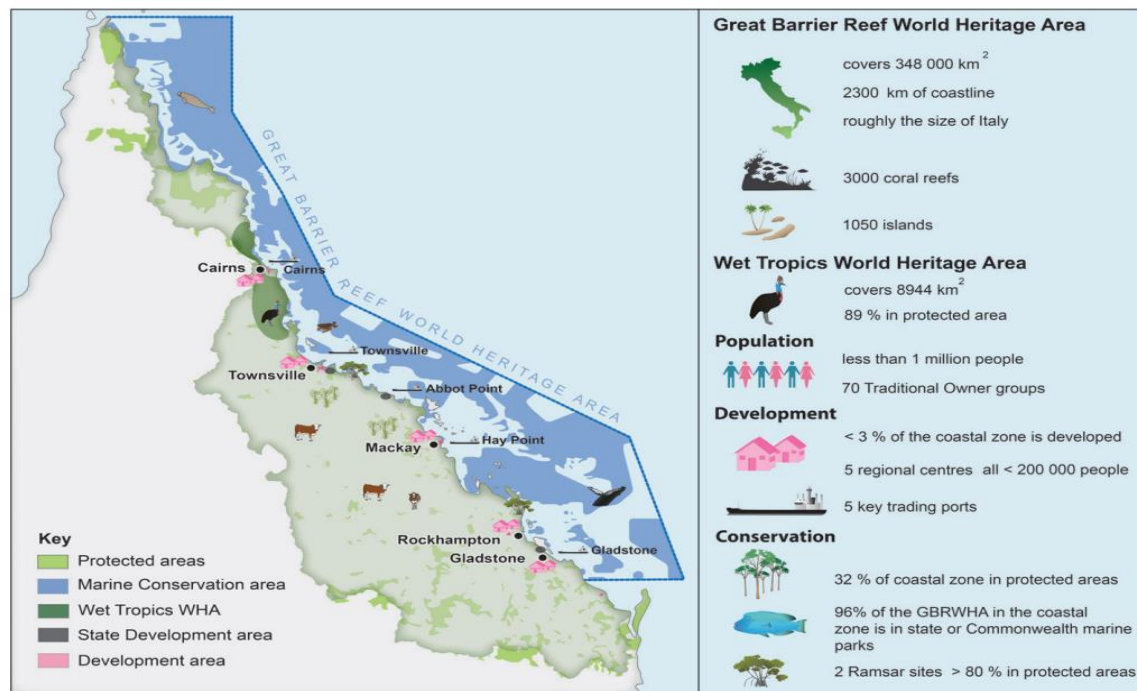 GREAT BARRIER REEF WORLD HERITAGE AREA
Cairns
Cairns
Townsville
Townsville
Abbot Point
Mackay
Hay Point
Rockhampton
Gladstone
Gladstone
Key
Protected areas
Marine Conservation area
Wet Tropics WHA
State Development area
Development area
Great Barrier Reef World Heritage Area
covers 348 000 km²
2300 km of coastline
roughly the size of Italy
3000 coral reefs
1050 islands
Wet Tropics World Heritage Area
covers 8944 km²
89 % in protected area
Population
less than 1 million people
70 Traditional Owner groups
Development
< 3 % of the coastal zone is developed
5 regional centres all < 200 000 people
5 key trading ports
Conservation
32 % of coastal zone in protected areas
96% of the GBRWHA in the coastal
zone is in state or Commonwealth marine
parks
2 Ramsar sites > 80 % in protected areas